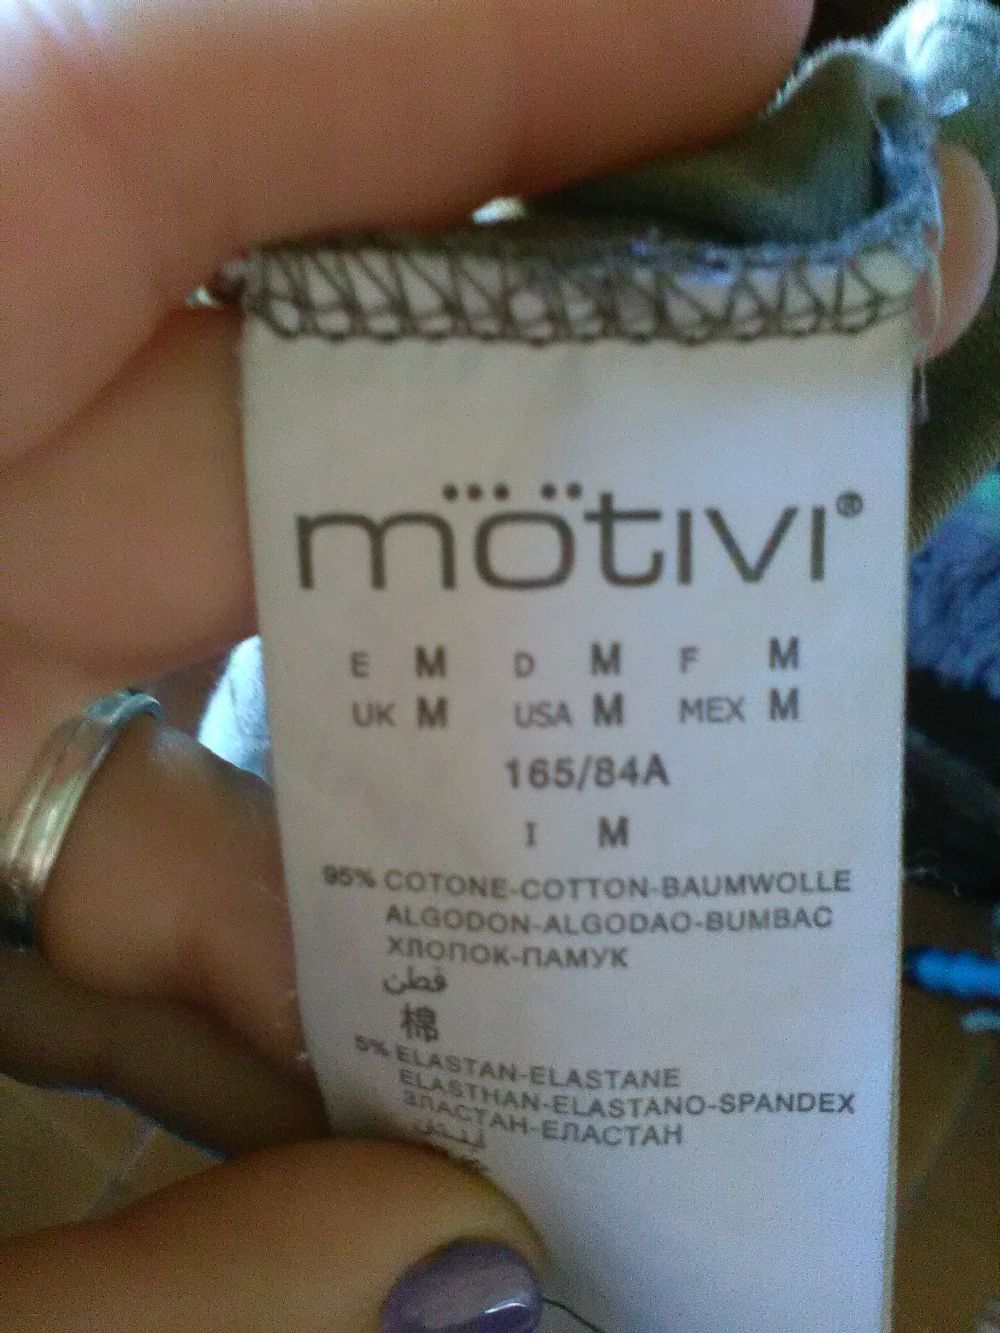 mötivi®
E M D M F M
UK M USA M MEX M
165/84A
I M
95% COTONE-COTTON-BAUMWOLLE
ALGODON-ALGODAO-BUMBAC
ХЛОПОК-ПАМУК
قطن
棉
5% ELASTAN-ELASTANE
ELASTHAN-ELASTANO-SPANDEX
ЭЛАСТАН-ЕЛАСТАН